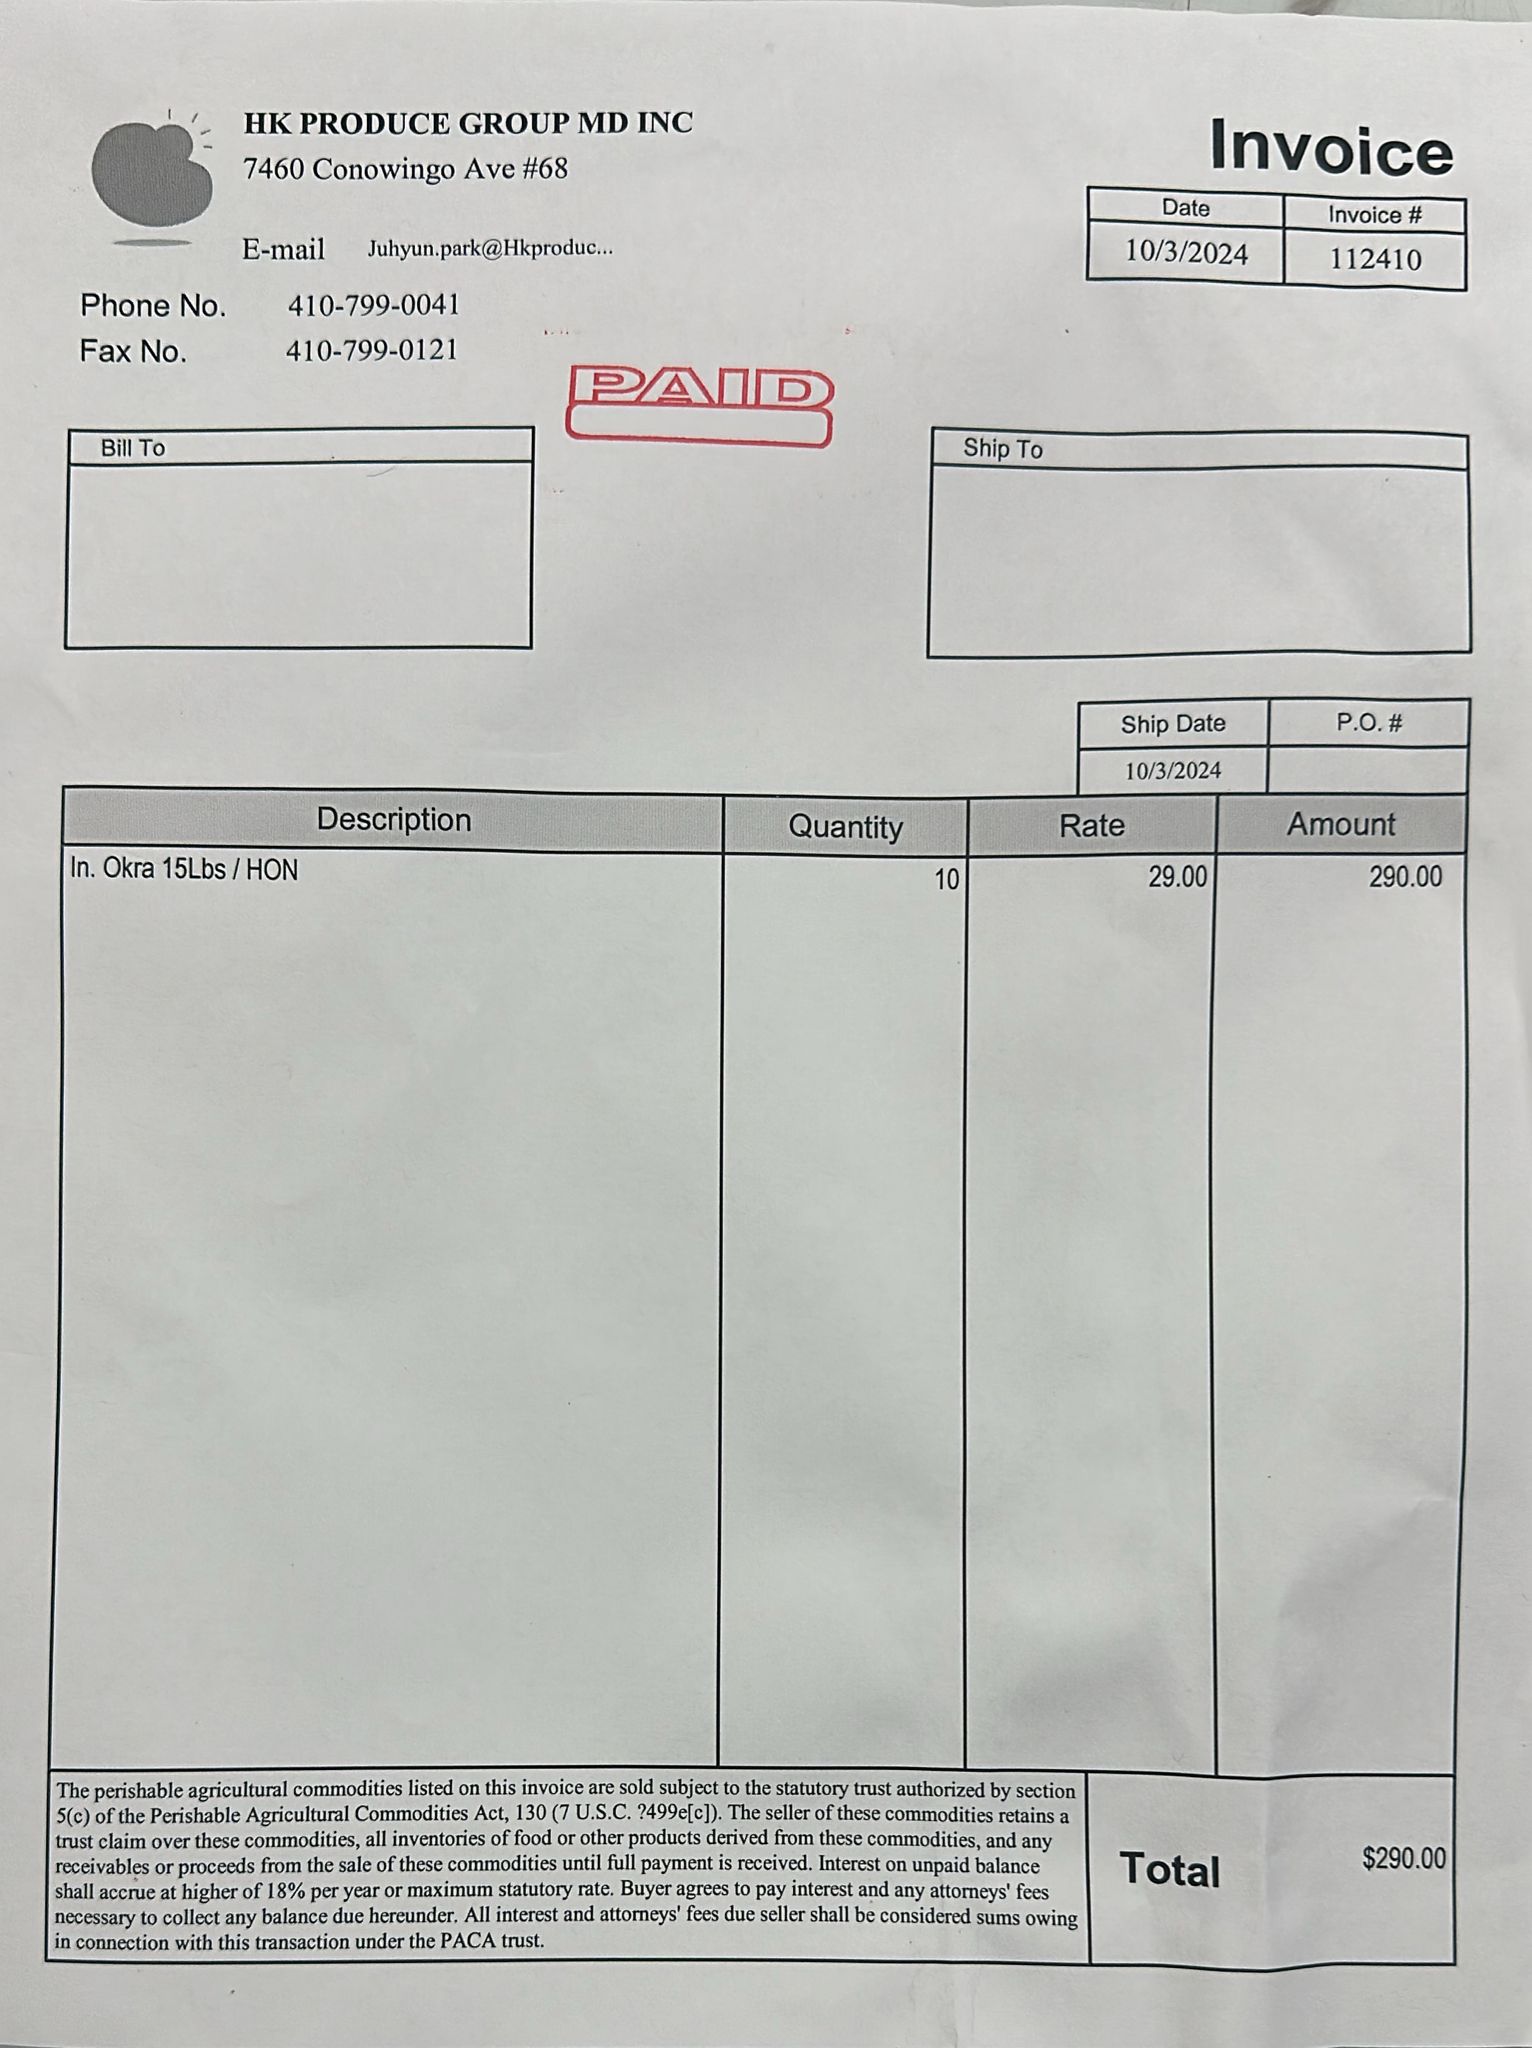 HK PRODUCE GROUP MD INC
7460 Conowingo Ave #68
E-mail Juhyun.park@Hkproduc...
Phone No. 410-799-0041
Fax No. 410-799-0121
Invoice
Date Invoice #
10/3/2024 112410
PAID
Bill To
Ship To
Ship Date P.O. #
10/3/2024
Description Quantity Rate Amount
In. Okra 15Lbs / HON 10 29.00 290.00
The perishable agricultural commodities listed on this invoice are sold subject to the statutory trust authorized by section
5(c) of the Perishable Agricultural Commodities Act, 130 (7 U.S.C. ?499e[c]). The seller of these commodities retains a
trust claim over these commodities, all inventories of food or other products derived from these commodities, and any
receivables or proceeds from the sale of these commodities until full payment is received. Interest on unpaid balance
shall accrue at higher of 18% per year or maximum statutory rate. Buyer agrees to pay interest and any attorneys' fees
necessary to collect any balance due hereunder. All interest and attorneys' fees due seller shall be considered sums owing
in connection with this transaction under the PACA trust.
Total $290.00